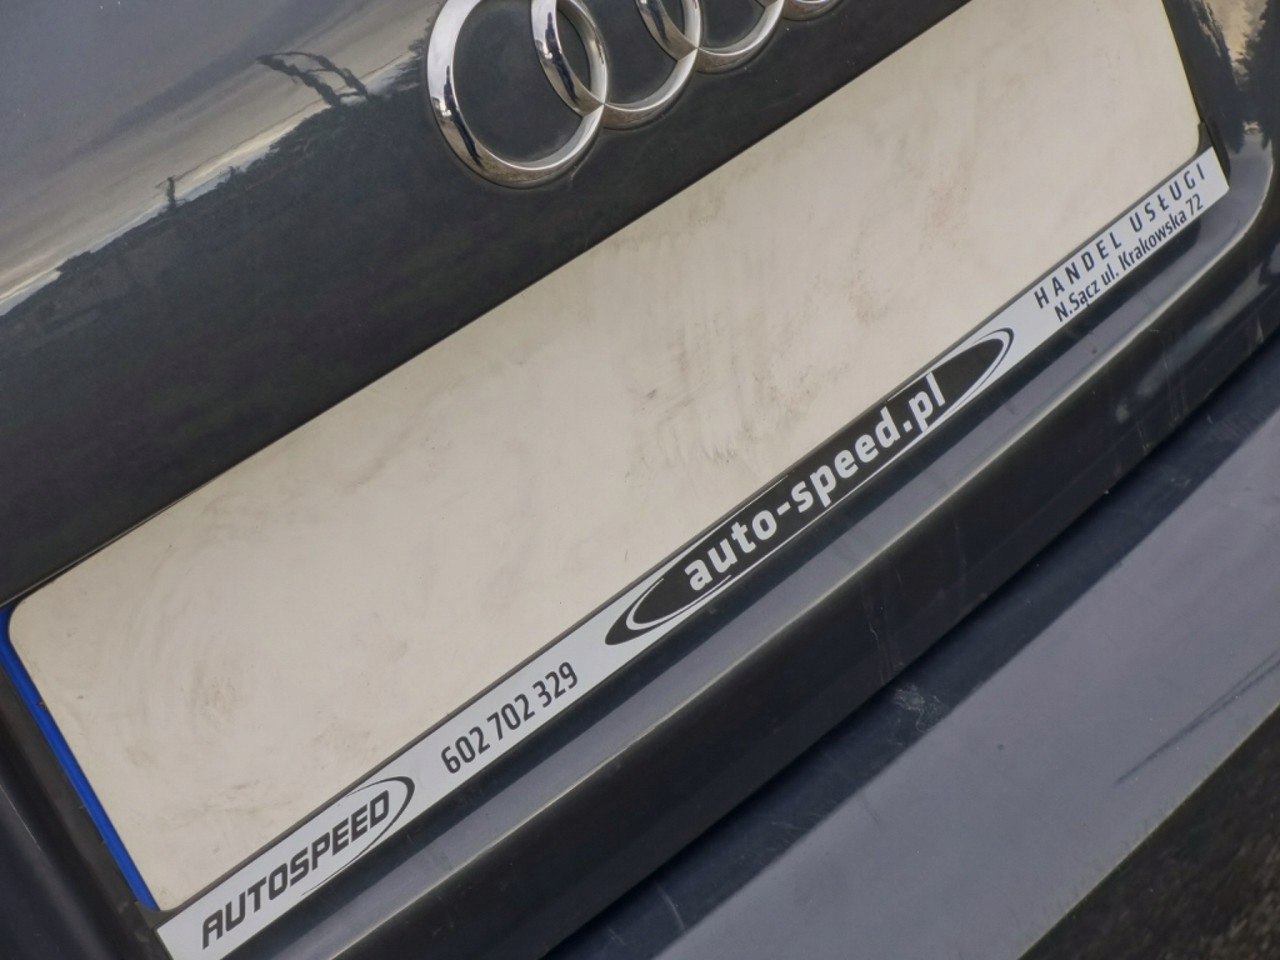 AUTOSPEED
602 702 329
auto-speed.pl
HANDEL USŁUGI
N.Sącz ul. Krakowska 72